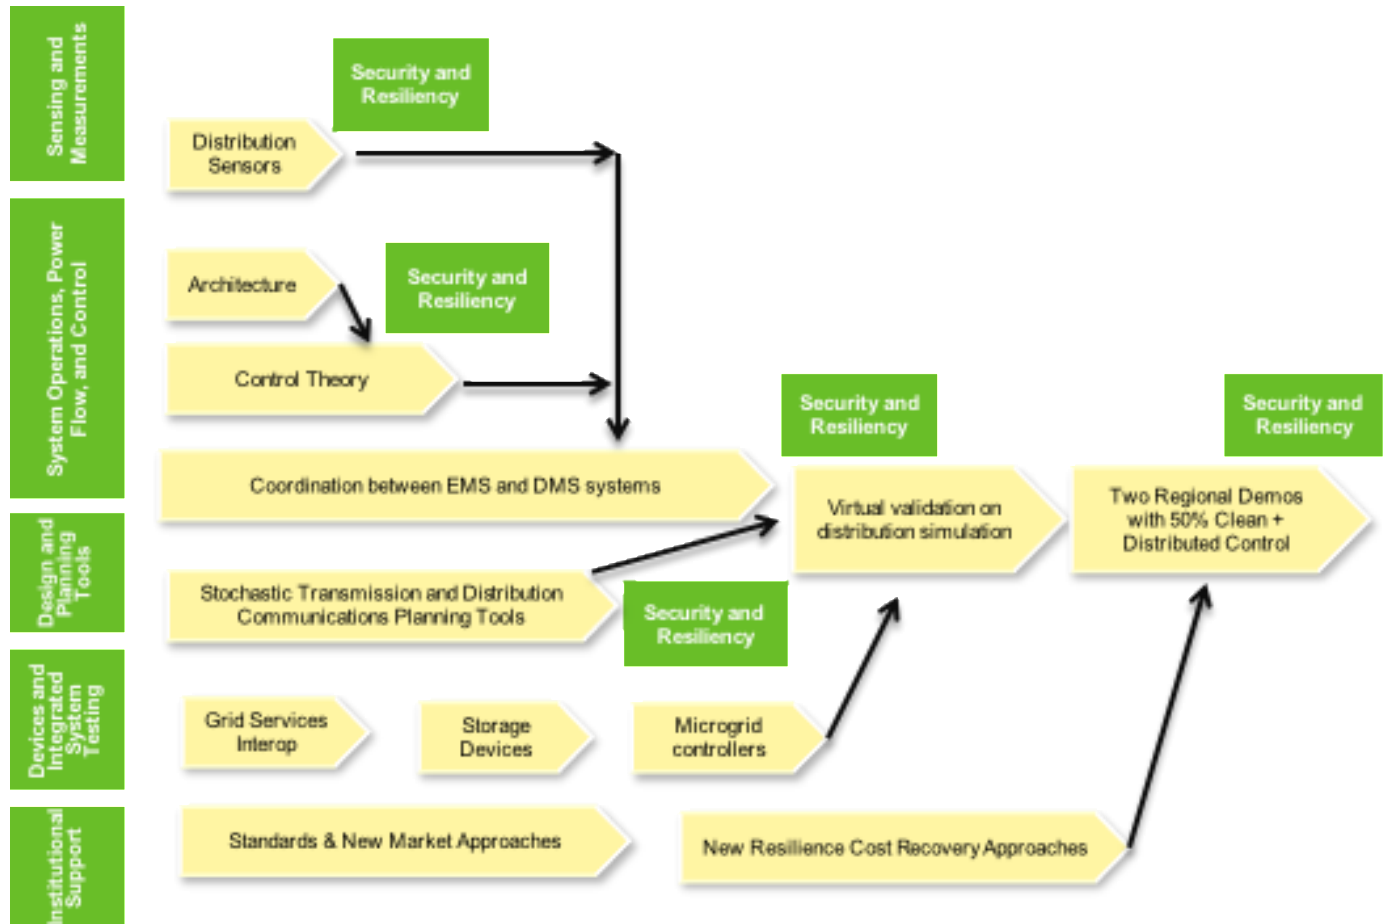 Sensing and
Measurements
Security and
Resiliency
Distribution
Sensors
System Operations, Power
Flow, and Control
Architecture
Security and
Resiliency
Control Theory
Coordination between EMS and DMS systems
Security and
Resiliency
Virtual validation on
distribution simulation
Security and
Resiliency
Two Regional Demos
with 50% Clean +
Distributed Control
Design and
Planning
Tools
Stochastic Transmission and Distribution
Communications Planning Tools
Security and
Resiliency
Devices and
Integrated
System
Testing
Grid Services
Interop
Storage
Devices
Microgrid
controllers
Institutional
Support
Standards & New Market Approaches
New Resilience Cost Recovery Approaches